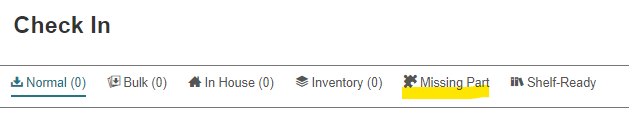 Check In
Normal (0) Bulk (0) In House (0) Inventory (0) Missing Part Shelf-Ready